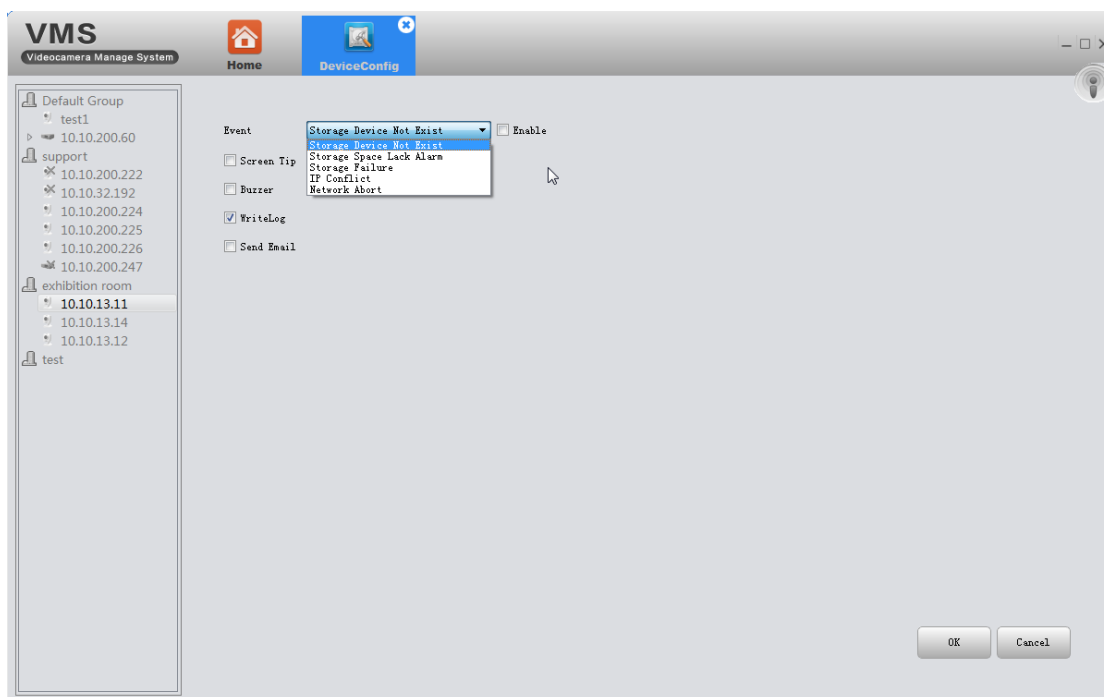 VMS
Videocamera Manage System
Home
DeviceConfig
Default Group
test1
10.10.200.60
support
10.10.200.222
10.10.32.192
10.10.200.224
10.10.200.225
10.10.200.226
10.10.200.247
exhibition room
10.10.13.11
10.10.13.14
10.10.13.12
test
Event
Storage Device Not Exist
Enable
Storage Device Not Exist
Storage Space Lack Alarm
Storage Failure
IP Conflict
Network Abort
Screen Tip
Buzzer
WriteLog
Send Email
OK
Cancel